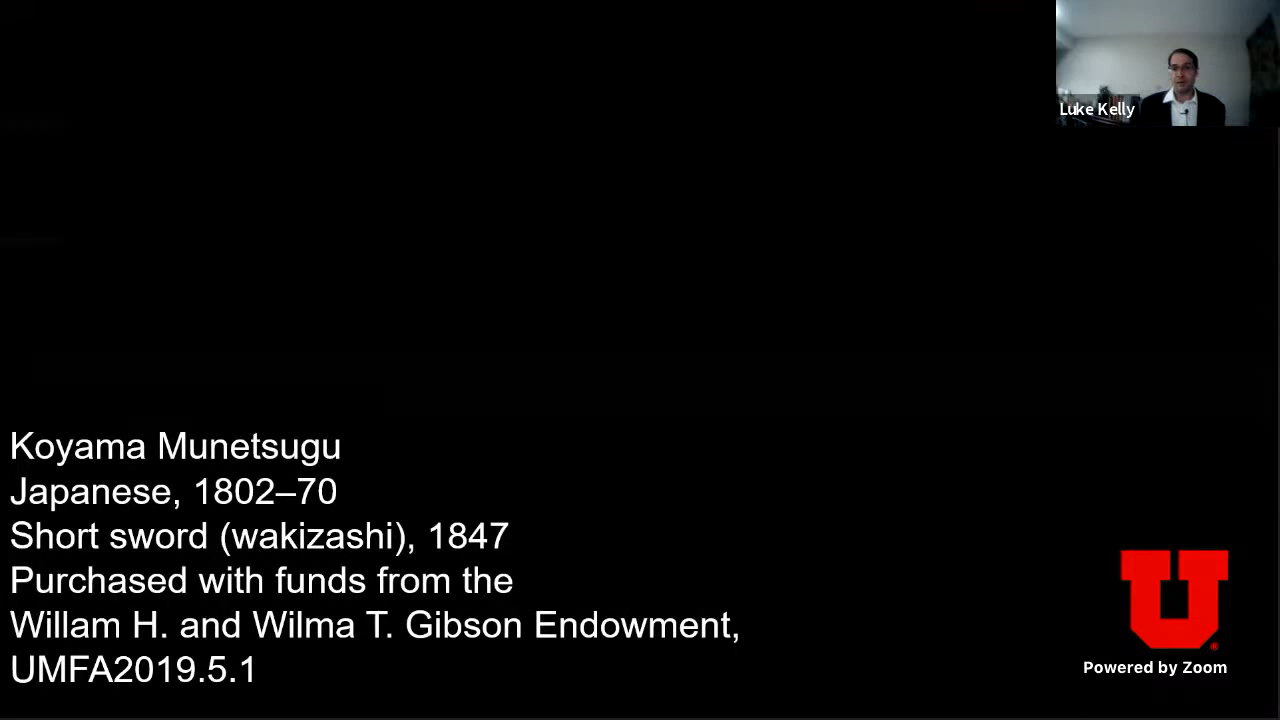 Luke Kelly
Koyama Munetsugu
Japanese, 1802–70
Short sword (wakizashi), 1847
Purchased with funds from the
Willam H. and Wilma T. Gibson Endowment,
UMFA2019.5.1
U
®
Powered by Zoom